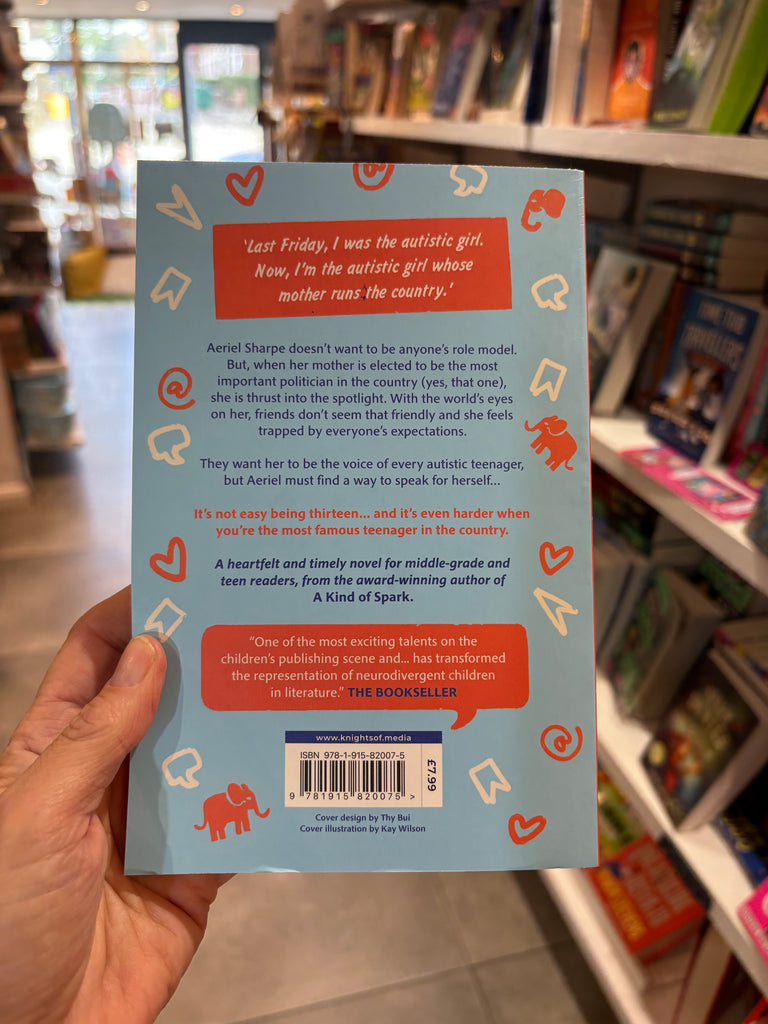 'Last Friday, I was the autistic girl.
Now, I'm the autistic girl whose
mother runs the country.'
Aeriel Sharpe doesn't want to be anyone's role model.
But, when her mother is elected to be the most
important politician in the country (yes, that one),
she is thrust into the spotlight. With the world's eyes
on her, friends don't seem that friendly and she feels
trapped by everyone's expectations.
They want her to be the voice of every autistic teenager,
but Aeriel must find a way to speak for herself...
It's not easy being thirteen... and it's even harder when
you're the most famous teenager in the country.
A heartfelt and timely novel for middle-grade and
teen readers, from the award-winning author of
A Kind of Spark.
"One of the most exciting talents on the
children's publishing scene and... has transformed
the representation of neurodivergent children
in literature." THE BOOKSELLER
www.knightsof.media
ISBN 978-1-915-82007-5
£7.99
9 781915 820075 >
Cover design by Thy Bui
Cover illustration by Kay Wilson
TIME TRAVELLERS